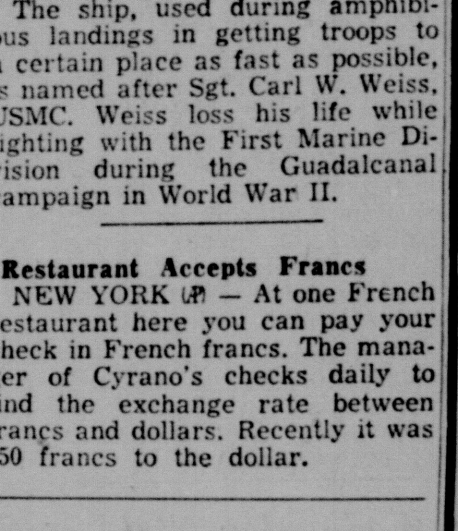 The ship, used during amphibi-
ous landings in getting troops to
certain place as fast as possible,
s named after Sgt. Carl W. Weiss,
USMC. Weiss loss his life while
ighting with the First Marine Di-
vision during the Guadalcanal
ampaign in World War II.
Restaurant Accepts Francs
NEW YORK (AP) — At one French
estaurant here you can pay your
heck in French francs. The mana-
er of Cyrano's checks daily to
ind the exchange rate between
rancs and dollars. Recently it was
50 francs to the dollar.